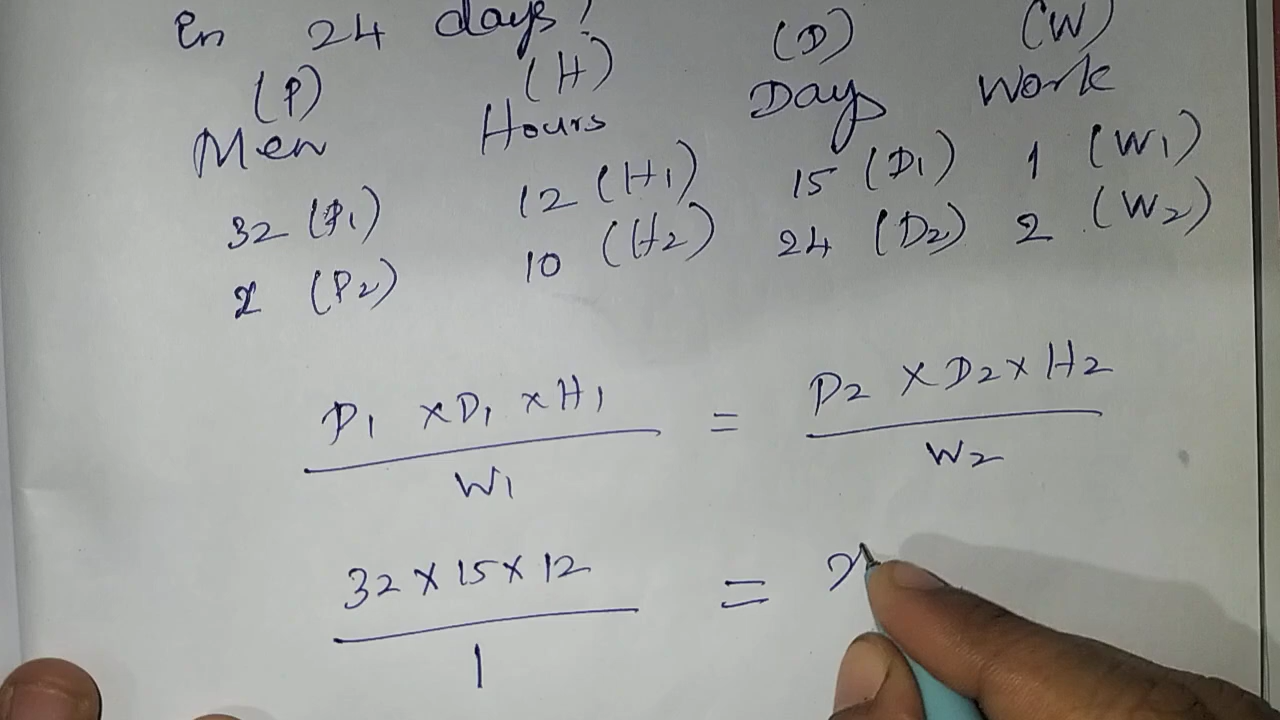 in 24 days?
(P) (H) (D) (W)
Men Hours Days Work
32 (P1) 12 (H1) 15 (D1) 1 (W1)
x (P2) 10 (H2) 24 (D2) 2 (W2)
P1 × D1 × H1 / W1 = P2 × D2 × H2 / W2
32 × 15 × 12 / 1 = x